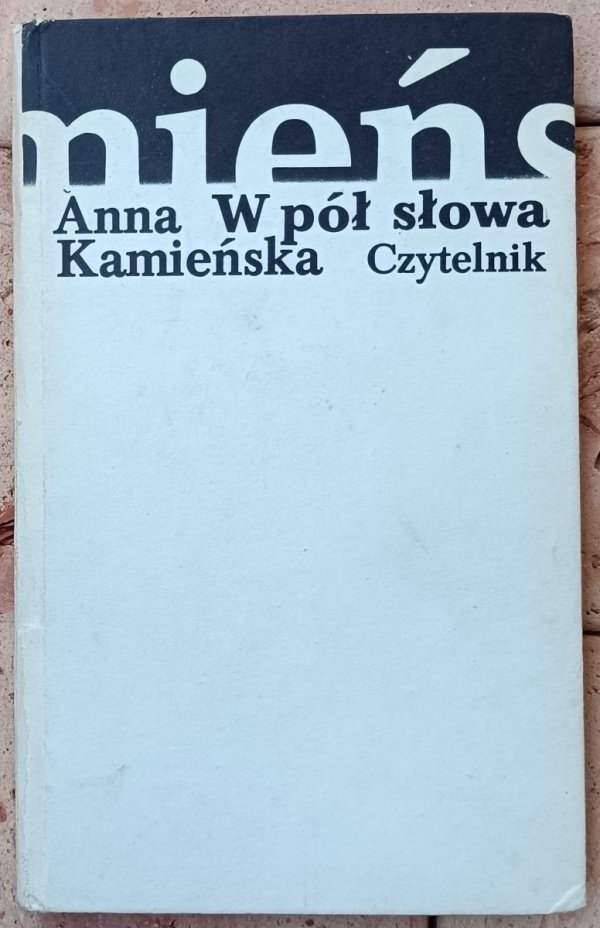 mieńs
Anna W pół słowa
Kamieńska Czytelnik